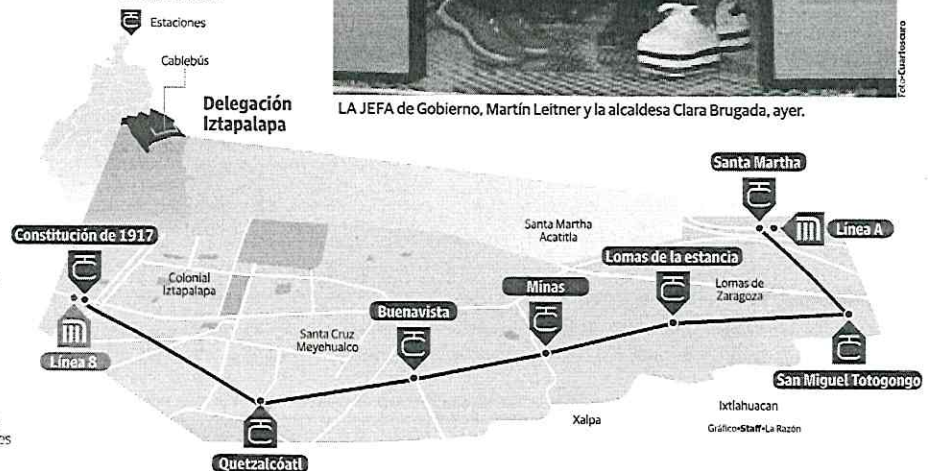 Estaciones
Cablebús
Delegación
Iztapalapa
Foto•Cuartoscuro
LA JEFA de Gobierno, Martín Leitner y la alcaldesa Clara Brugada, ayer.
Santa Martha
Línea A
Santa Martha
Acatitla
Constitución de 1917
Lomas de la estancia
Colonial
Iztapalapa
Minas
Lomas de
Zaragoza
Buenavista
Santa Cruz
Meyehualco
Línea 8
San Miguel Totogongo
Ixtlahuacan
Xalpa
Gráfico•Staff•La Razón
Quetzalcóatl